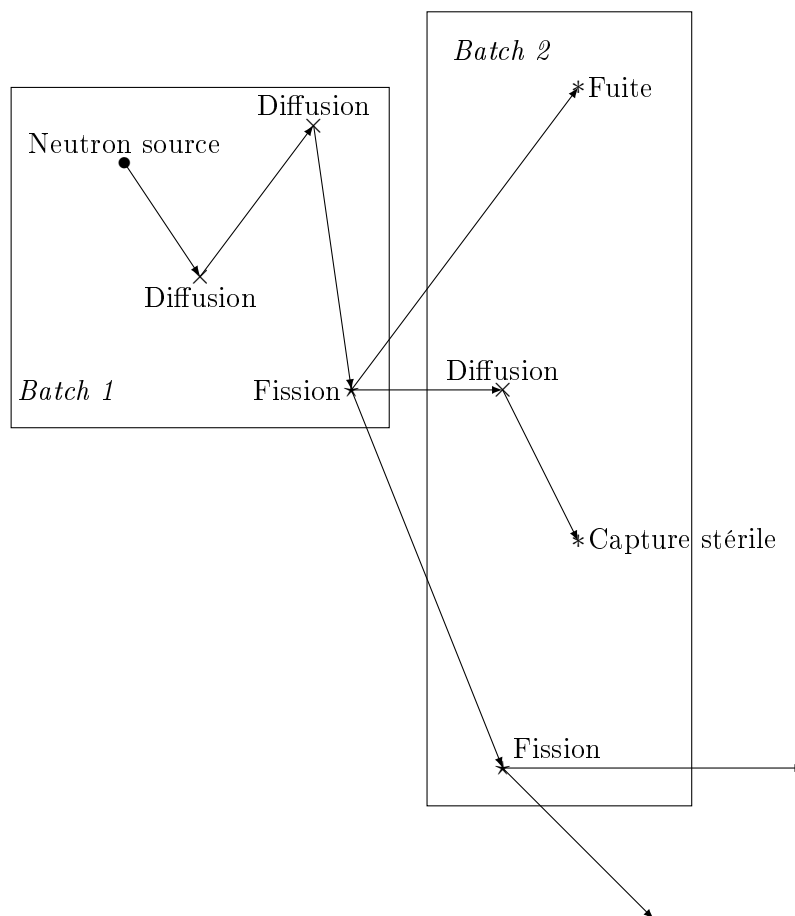 Batch 2
Fuite
Diffusion
Neutron source
Diffusion
Diffusion
Batch 1
Fission
Capture stérile
Fission